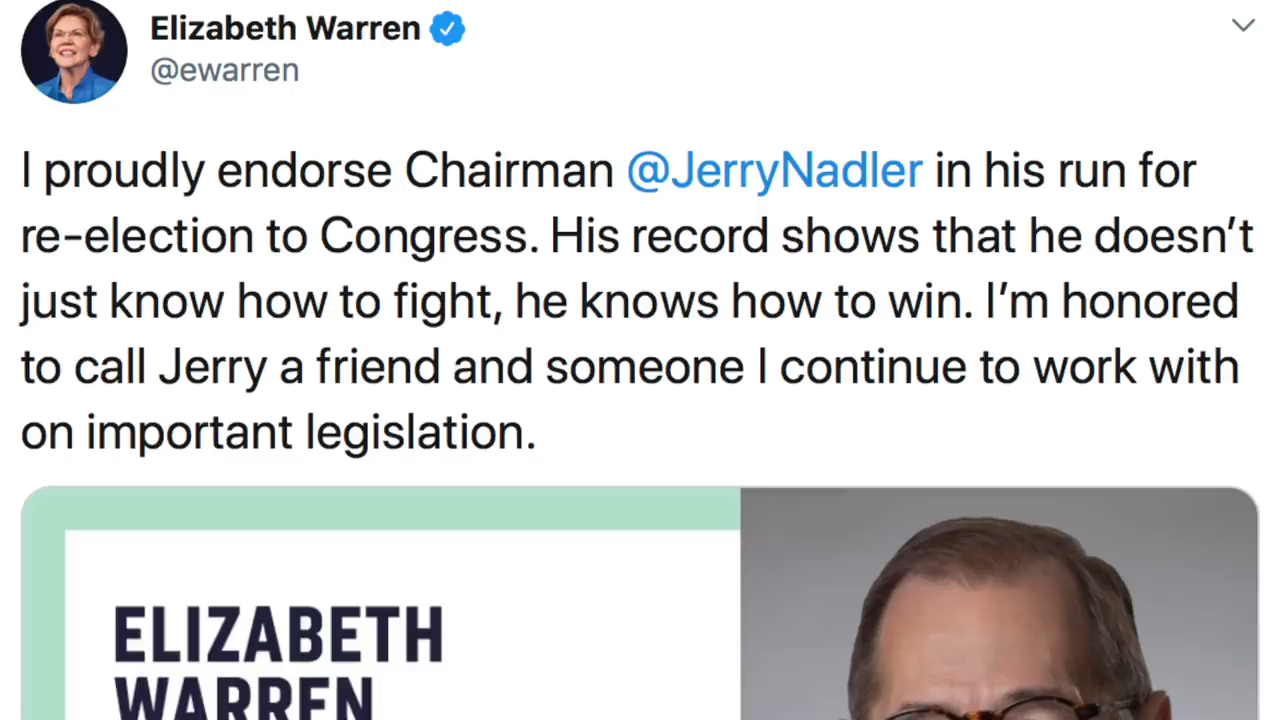 Elizabeth Warren
@ewarren
I proudly endorse Chairman @JerryNadler in his run for
re-election to Congress. His record shows that he doesn’t
just know how to fight, he knows how to win. I’m honored
to call Jerry a friend and someone I continue to work with
on important legislation.
ELIZABETH
WARREN